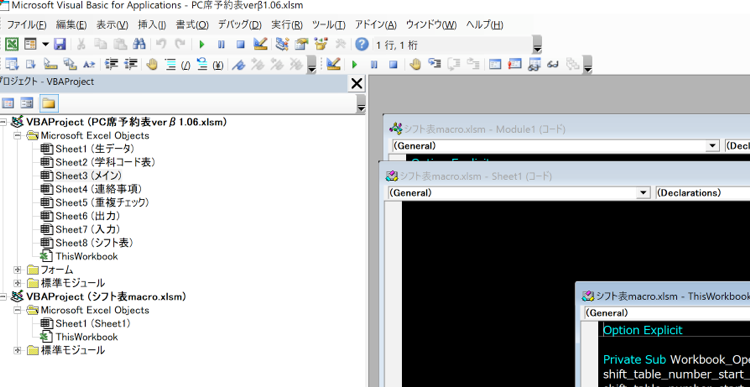 Microsoft Visual Basic for Applications - PC席予約表verβ1.06.xlsm
ファイル(F) 編集(E) 表示(V) 挿入(I) 書式(O) デバッグ(D) 実行(R) ツール(T) アドイン(A) ウィンドウ(W) ヘルプ(H)
1 行, 1 桁
プロジェクト - VBAProject
VBAProject (PC席予約表verβ1.06.xlsm)
Microsoft Excel Objects
Sheet1 (生データ)
Sheet2 (学科コード表)
Sheet3 (メイン)
Sheet4 (連絡事項)
Sheet5 (重複チェック)
Sheet6 (出力)
Sheet7 (入力)
Sheet8 (シフト表)
ThisWorkbook
フォーム
標準モジュール
VBAProject (シフト表macro.xlsm)
Microsoft Excel Objects
Sheet1 (Sheet1)
ThisWorkbook
標準モジュール
シフト表macro.xlsm - Module1 (コード)
(General) (Decl
Option Explicit
シフト表macro.xlsm - Sheet1 (コード)
(General) (Declarations)
シフト表macro.xlsm - ThisWorkbook
(General)
Option Explicit
Private Sub Workbook_Ope
shift_table_number_start_